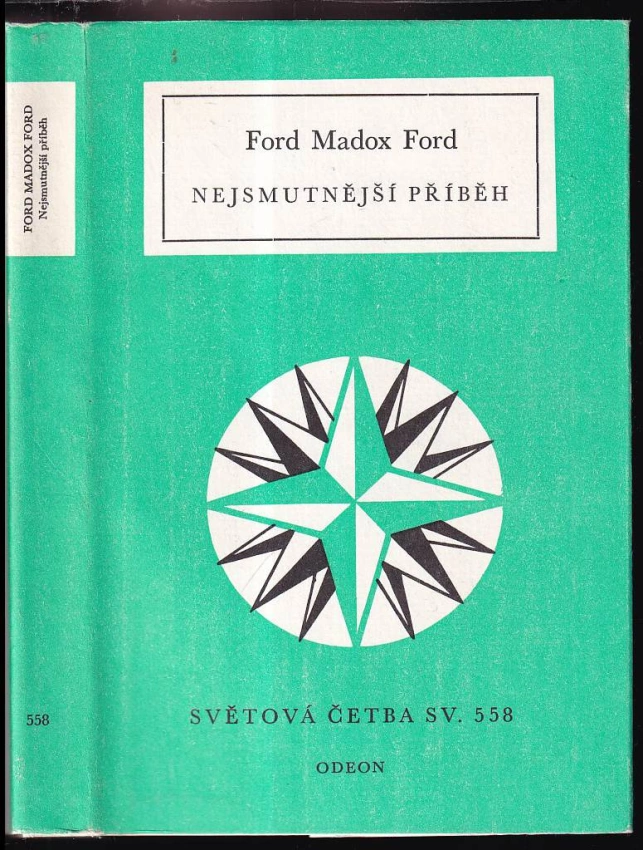 FORD MADOX FORD
Nejsmutnější příběh
558
Ford Madox Ford
NEJSMUTNĚJŠÍ PŘÍBĚH
SVĚTOVÁ ČETBA SV. 558
ODEON